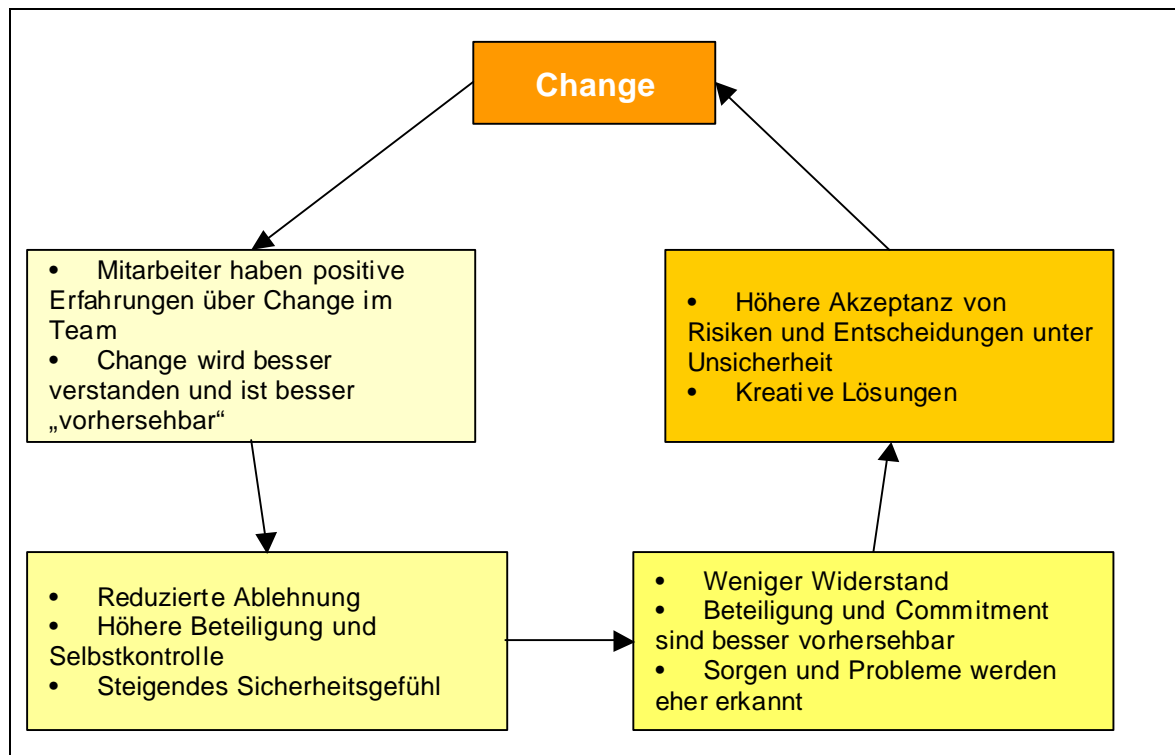 Change
• Mitarbeiter haben positive
Erfahrungen über Change im
Team
• Change wird besser
verstanden und ist besser
„vorhersehbar“
• Reduzierte Ablehnung
• Höhere Beteiligung und
Selbstkontrolle
• Steigendes Sicherheitsgefühl
• Weniger Widerstand
• Beteiligung und Commitment
sind besser vorhersehbar
• Sorgen und Probleme werden
eher erkannt
• Höhere Akzeptanz von
Risiken und Entscheidungen unter
Unsicherheit
• Kreative Lösungen